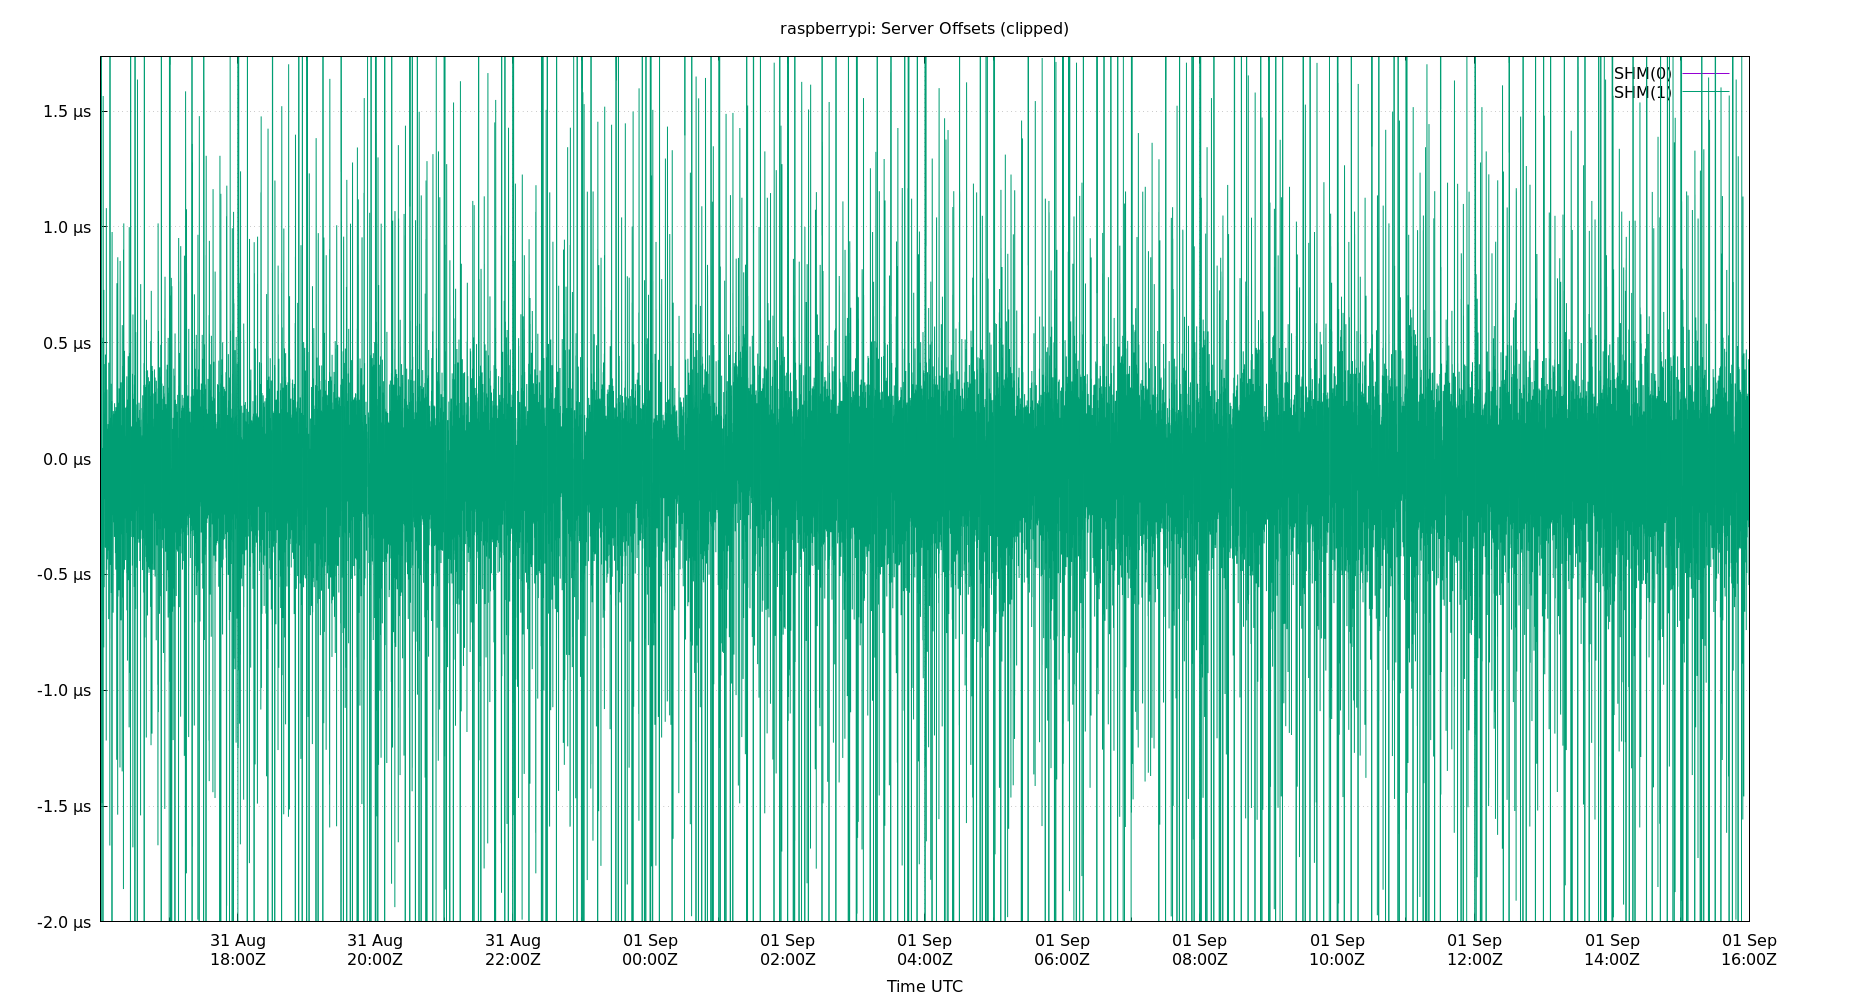 raspberrypi: Server Offsets (clipped)
SHM(0)
SHM(1)
1.5 µs
1.0 µs
0.5 µs
0.0 µs
-0.5 µs
-1.0 µs
-1.5 µs
-2.0 µs
31 Aug 31 Aug 31 Aug 01 Sep 01 Sep 01 Sep 01 Sep 01 Sep 01 Sep 01 Sep 01 Sep 01 Sep
18:00Z 20:00Z 22:00Z 00:00Z 02:00Z 04:00Z 06:00Z 08:00Z 10:00Z 12:00Z 14:00Z 16:00Z
Time UTC